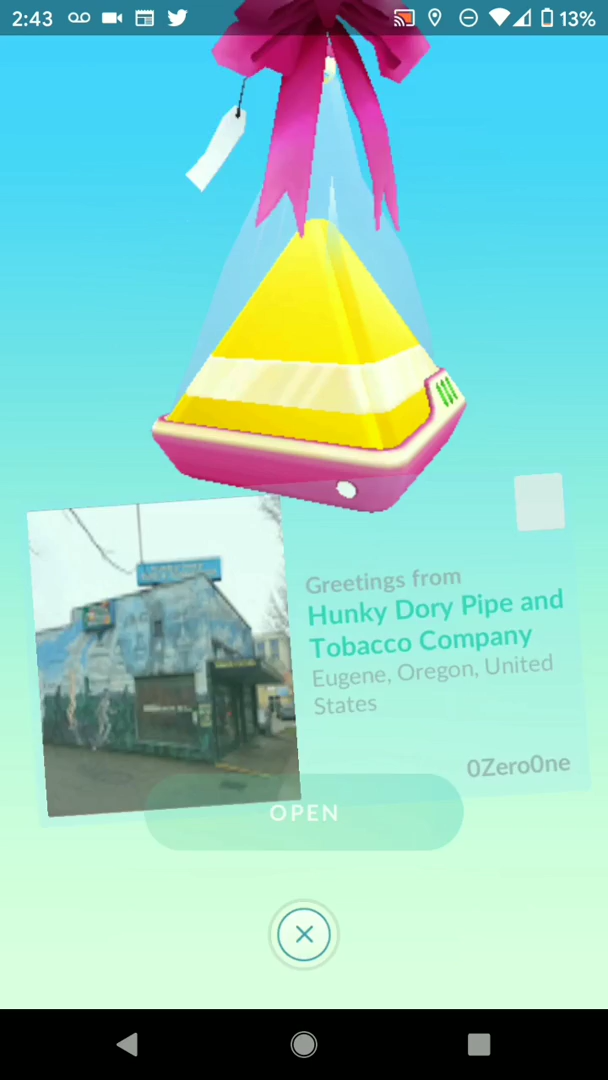 2:43
13%
Greetings from
Hunky Dory Pipe and
Tobacco Company
Eugene, Oregon, United
States
0Zero0ne
OPEN